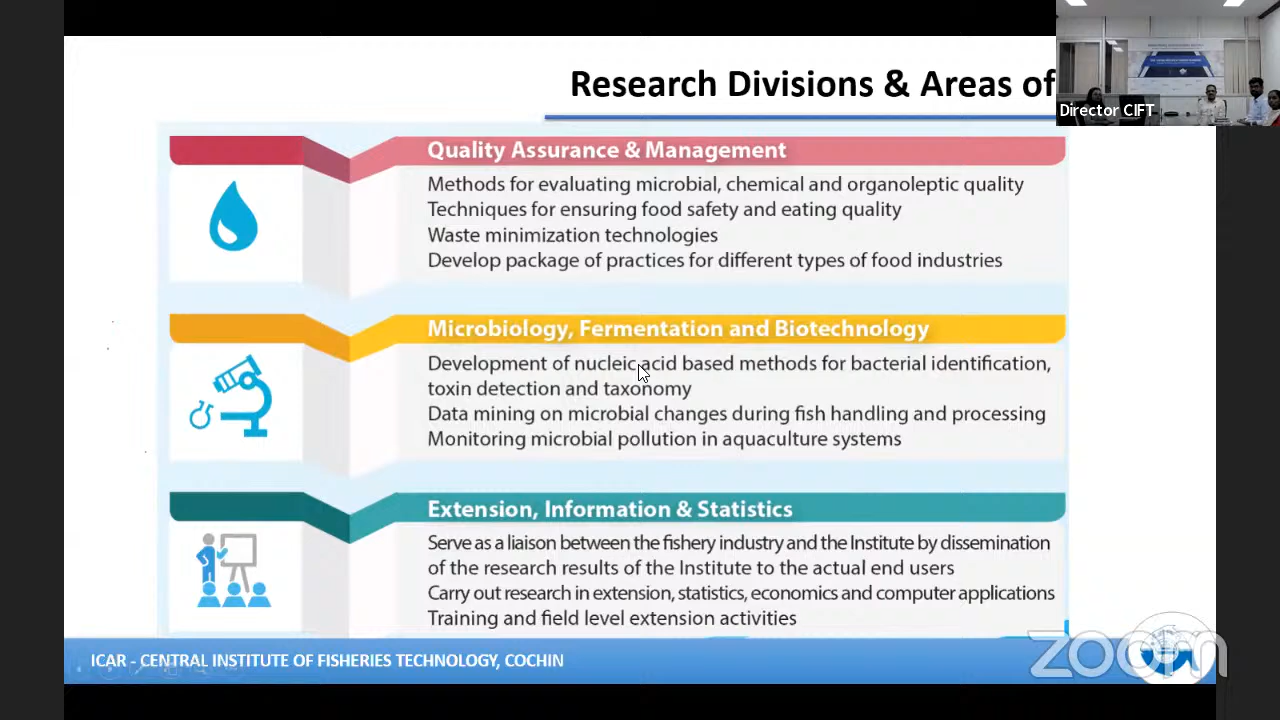 Research Divisions & Areas of
Director CIFT
Quality Assurance & Management
Methods for evaluating microbial, chemical and organoleptic quality
Techniques for ensuring food safety and eating quality
Waste minimization technologies
Develop package of practices for different types of food industries
Microbiology, Fermentation and Biotechnology
Development of nucleic acid based methods for bacterial identification,
toxin detection and taxonomy
Data mining on microbial changes during fish handling and processing
Monitoring microbial pollution in aquaculture systems
Extension, Information & Statistics
Serve as a liaison between the fishery industry and the Institute by dissemination
of the research results of the Institute to the actual end users
Carry out research in extension, statistics, economics and computer applications
Training and field level extension activities
ICAR - CENTRAL INSTITUTE OF FISHERIES TECHNOLOGY, COCHIN
zoom